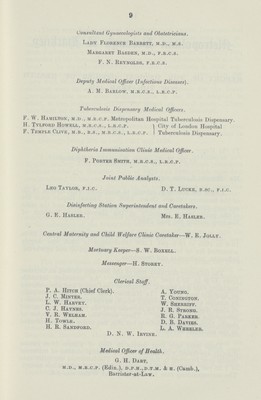 9
Consultant Gynaecologists and Obstetricians.
LADY FLORENCE BARRETT, M.D., M.S.
MARGARET BASDEN, M.D., F.R.C.S.
F. N. REYNOLDS, F.R.C.S.
Deputy Medical Officer (Infectious Diseases).
A. M. BARLOW, M.R.C.S., L.R.C.P.
Tuberculosis Dispensary Medical Officers.
F. W. HAMILTON, M.D., M.R.C.P. Metropolitan Hospital Tuberculosis Dispensary.
H. TYLFORD HOWELL, M.R.C.S., L.R.C.P. } City of London Hospital
F. TEMPLE CLIVE, M.B., B.S., M.R.C.S., L.R.C.P. } Tuberculosis Dispensary.
Diphtheria Immunisation Clinic Medical Officer.
F. PORTER SMITH, M.R.C.S., L.R.C.P.
Joint Public Analysts.
LEO TAYLOR, F.I.C. D. T. LUCKE, B.SC., F.I.C.
Disinfecting Station Superintendent and Caretakers.
G. E. HASLER. MRS. E. HASLER.
Central Maternity and Child Welfare Clinic Caretaker—W. E. JOLLY.
Mortuary Keeper—S. W. BOXELL.
Messenger—H. STOREY.
Clerical Staff.
P. A. HITCH (Chief Clerk). A. YOUNG.
J. C. MINTER. T. CONINGTON.
L. W. HARVEY. W. SHERRIFF.
C. J. HAYNES. J. R. STRONG.
V. R. WELHAM. R. G. PARKER.
H. TOWLE. D. B. DAVIES.
H. R. SANDFORD. L. A. WHEELER.
D. N. W. IRVINE.
Medical Officer of Health.
G. H. DART,
M.D., M.R.C.P. (Edin.), D.P.H., D.T.M. & H. (Camb.),
Barrister-at-Law.